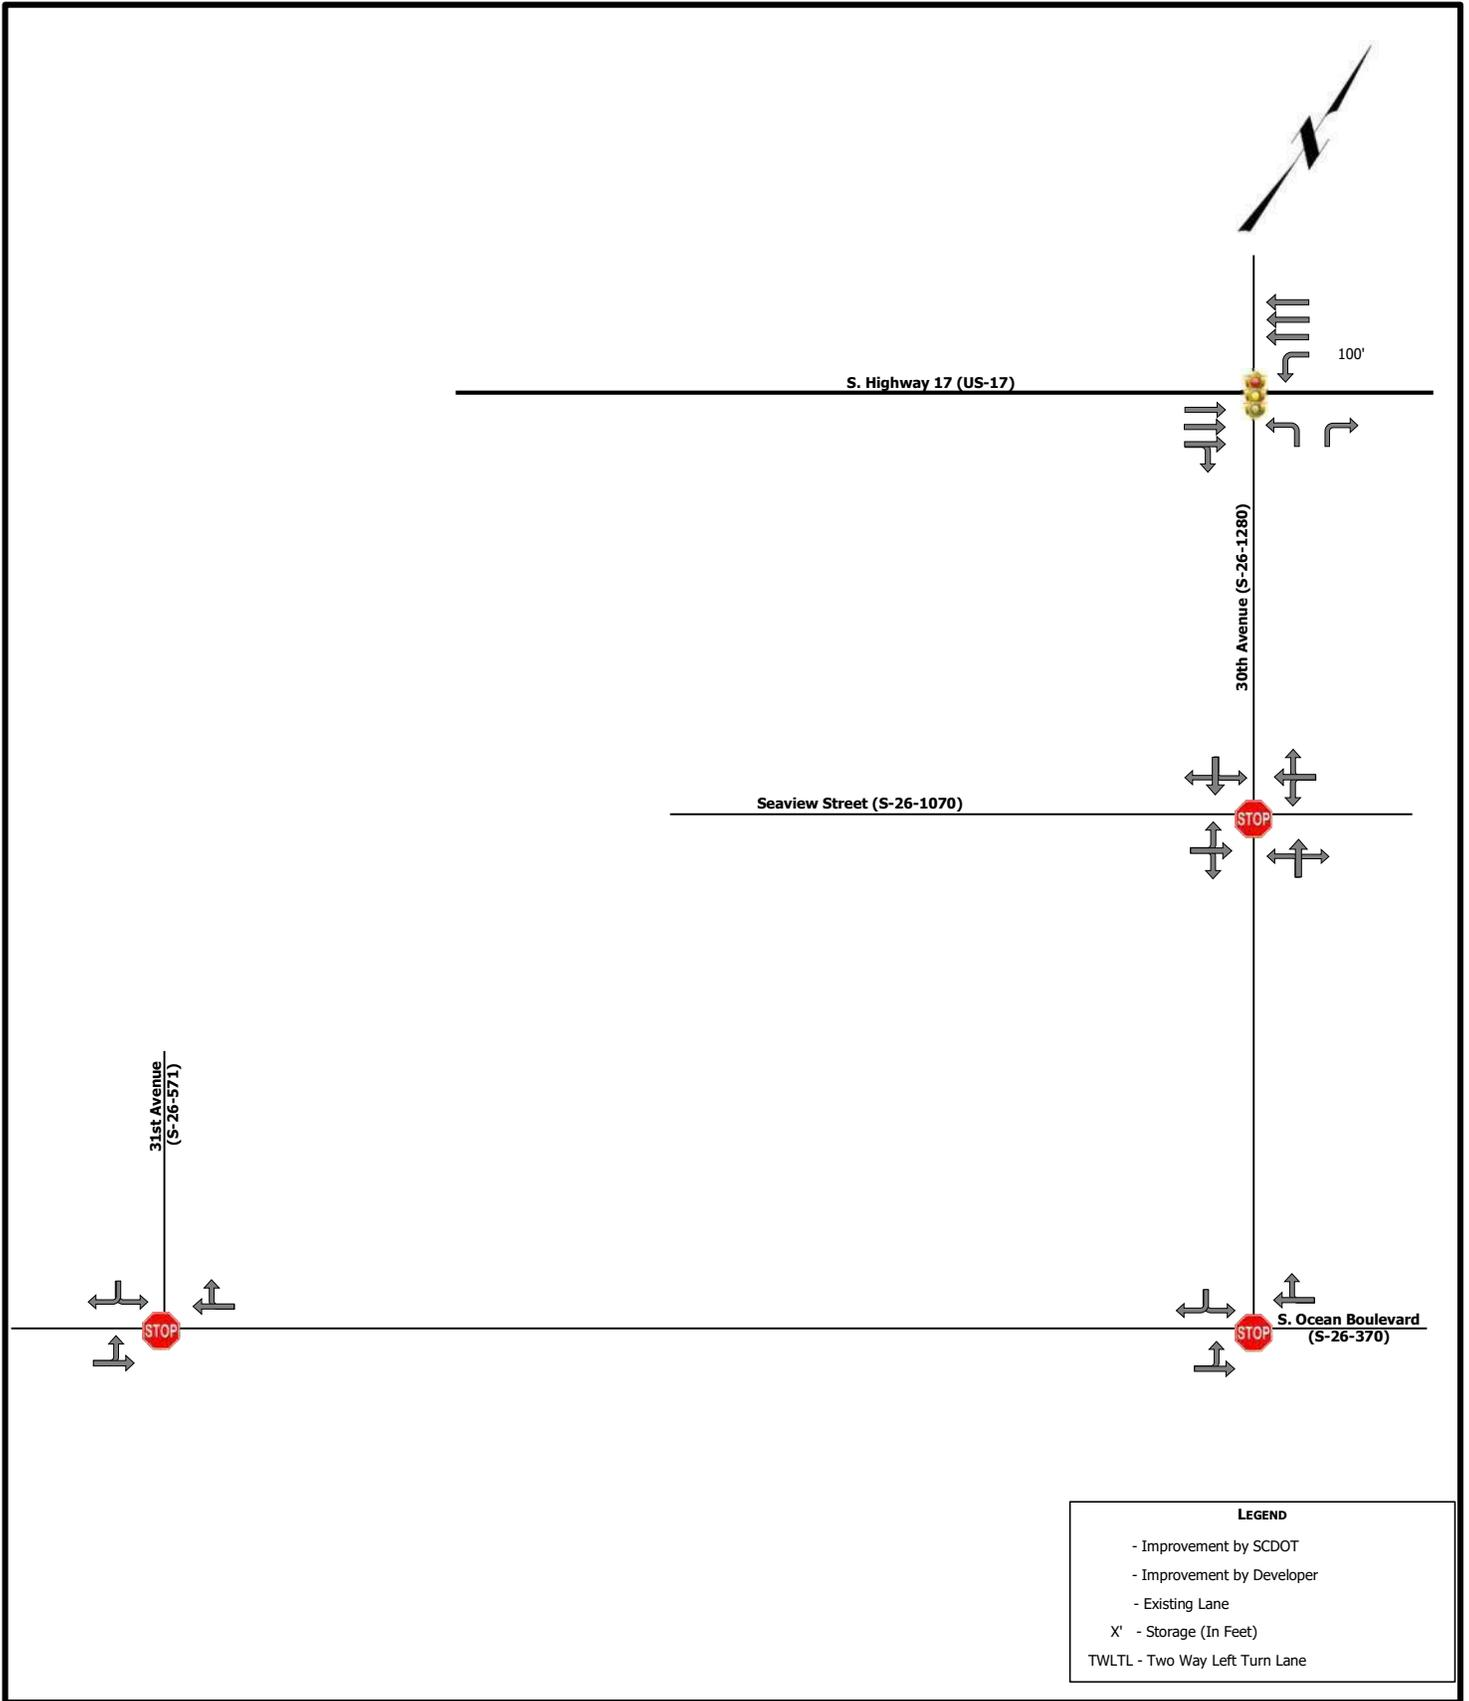 100'
S. Highway 17 (US-17)
30th Avenue (S-26-1280)
Seaview Street (S-26-1070)
STOP
31st Avenue
(S-26-571)
STOP
STOP
S. Ocean Boulevard
(S-26-370)
LEGEND
- Improvement by SCDOT
- Improvement by Developer
- Existing Lane
X' - Storage (In Feet)
TWLTL - Two Way Left Turn Lane